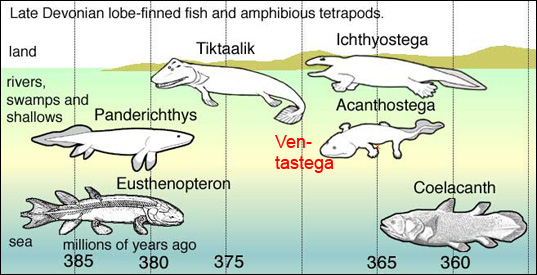 Late Devonian lobe-finned fish and amphibious tetrapods.
land
Tiktaalik
Ichthyostega
rivers,
swamps and
shallows
Panderichthys
Acanthostega
Ven-
tastega
Eusthenopteron
Coelacanth
sea
millions of years ago
385
380
375
365
360